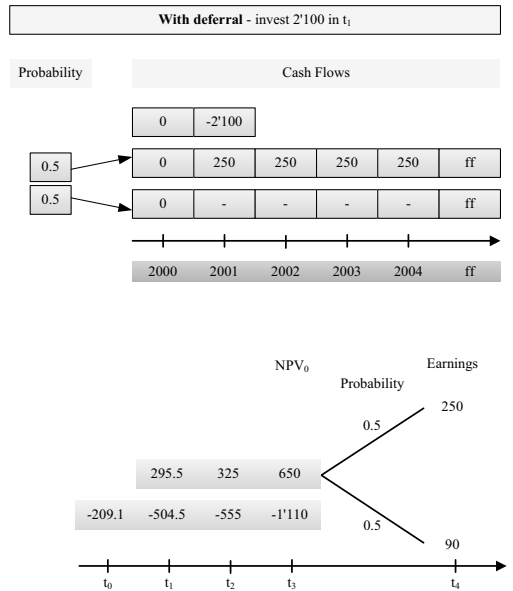 With deferral - invest 2'100 in t₁
Probability Cash Flows
0 -2'100
0.5 0 250 250 250 250 ff
0.5 0 - - - - ff
2000 2001 2002 2003 2004 ff
NPV₀ Earnings
Probability
250
0.5
295.5 325 650
-209.1 -504.5 -555 -1'110
0.5
90
t₀ t₁ t₂ t₃ t₄